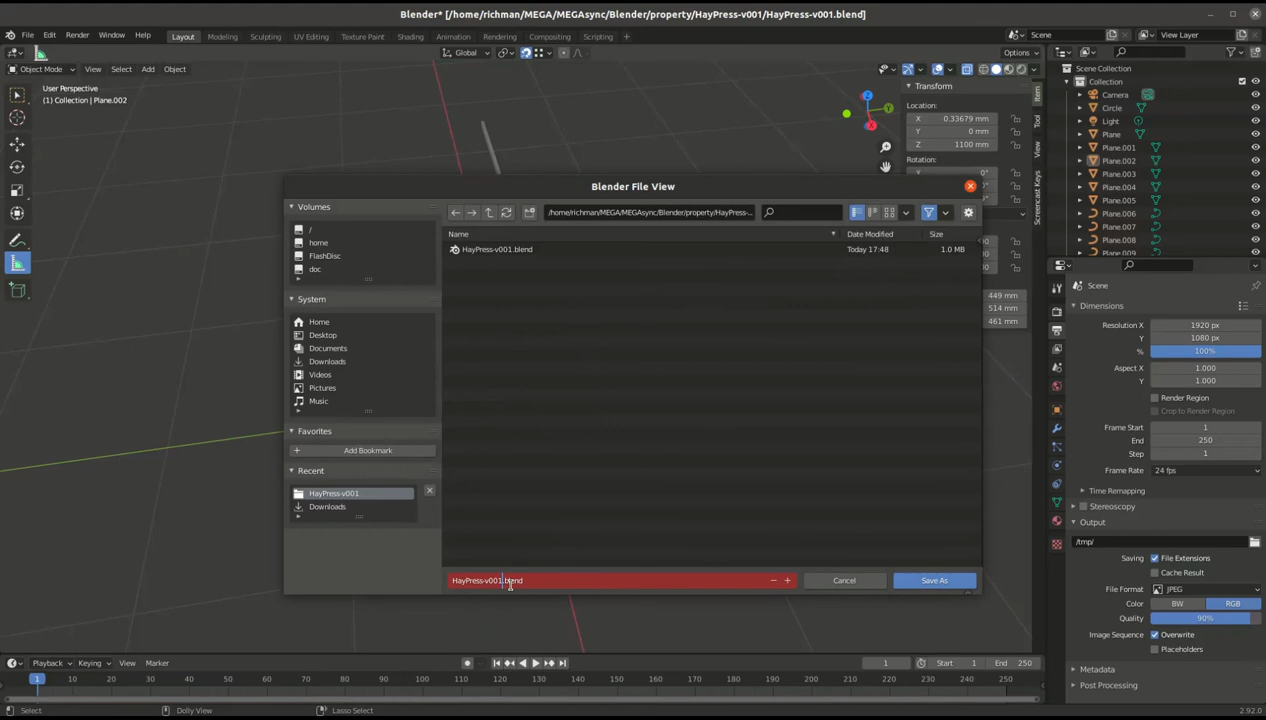 Blender* [/home/richman/MEGA/MEGAsync/Blender/property/HayPress-v001/HayPress-v001.blend]
File Edit Render Window Help Layout Modeling Sculpting UV Editing Texture Paint Shading Animation Rendering Compositing Scripting Scene View Layer
Global Options
Object Mode View Select Add Object
User Perspective
(1) Collection | Plane.002
Z
Y
X
Transform
Location:
X 0.33679 mm
Y 0 mm
Z 1100 mm
Rotation:
449 mm
514 mm
461 mm
Item
Tool
View
Screencast Keys
Scene Collection
Collection
Camera
Circle
Light
Plane
Plane.001
Plane.002
Plane.003
Plane.004
Plane.005
Plane.006
Plane.007
Plane.008
Plane.009
Blender File View
Volumes
/
home
FlashDisc
doc
System
Home
Desktop
Documents
Downloads
Videos
Pictures
Music
Favorites
Add Bookmark
Recent
HayPress-v001
Downloads
/home/richman/MEGA/MEGAsync/Blender/property/HayPress-...
Name Date Modified Size
HayPress-v001.blend Today 17:48 1.0 MB
HayPress-v001.blend Cancel Save As
Scene
Dimensions
Resolution X 1920 px
Y 1080 px
% 100%
Aspect X 1.000
Y 1.000
Render Region
Crop to Render Region
Frame Start 1
End 250
Step 1
Frame Rate 24 fps
Time Remapping
Stereoscopy
Output
/tmp/
Saving File Extensions
Cache Result
File Format JPEG
Color BW RGB
Quality 90%
Image Sequence Overwrite
Placeholders
Metadata
Post Processing
Playback Keying View Marker 1 Start 1 End 250
1 10 20 30 40 50 60 70 80 90 100 110 120 130 140 150 160 170 180 190 200 210 220 230 240 250
Select Dolly View Lasso Select 2.92.0